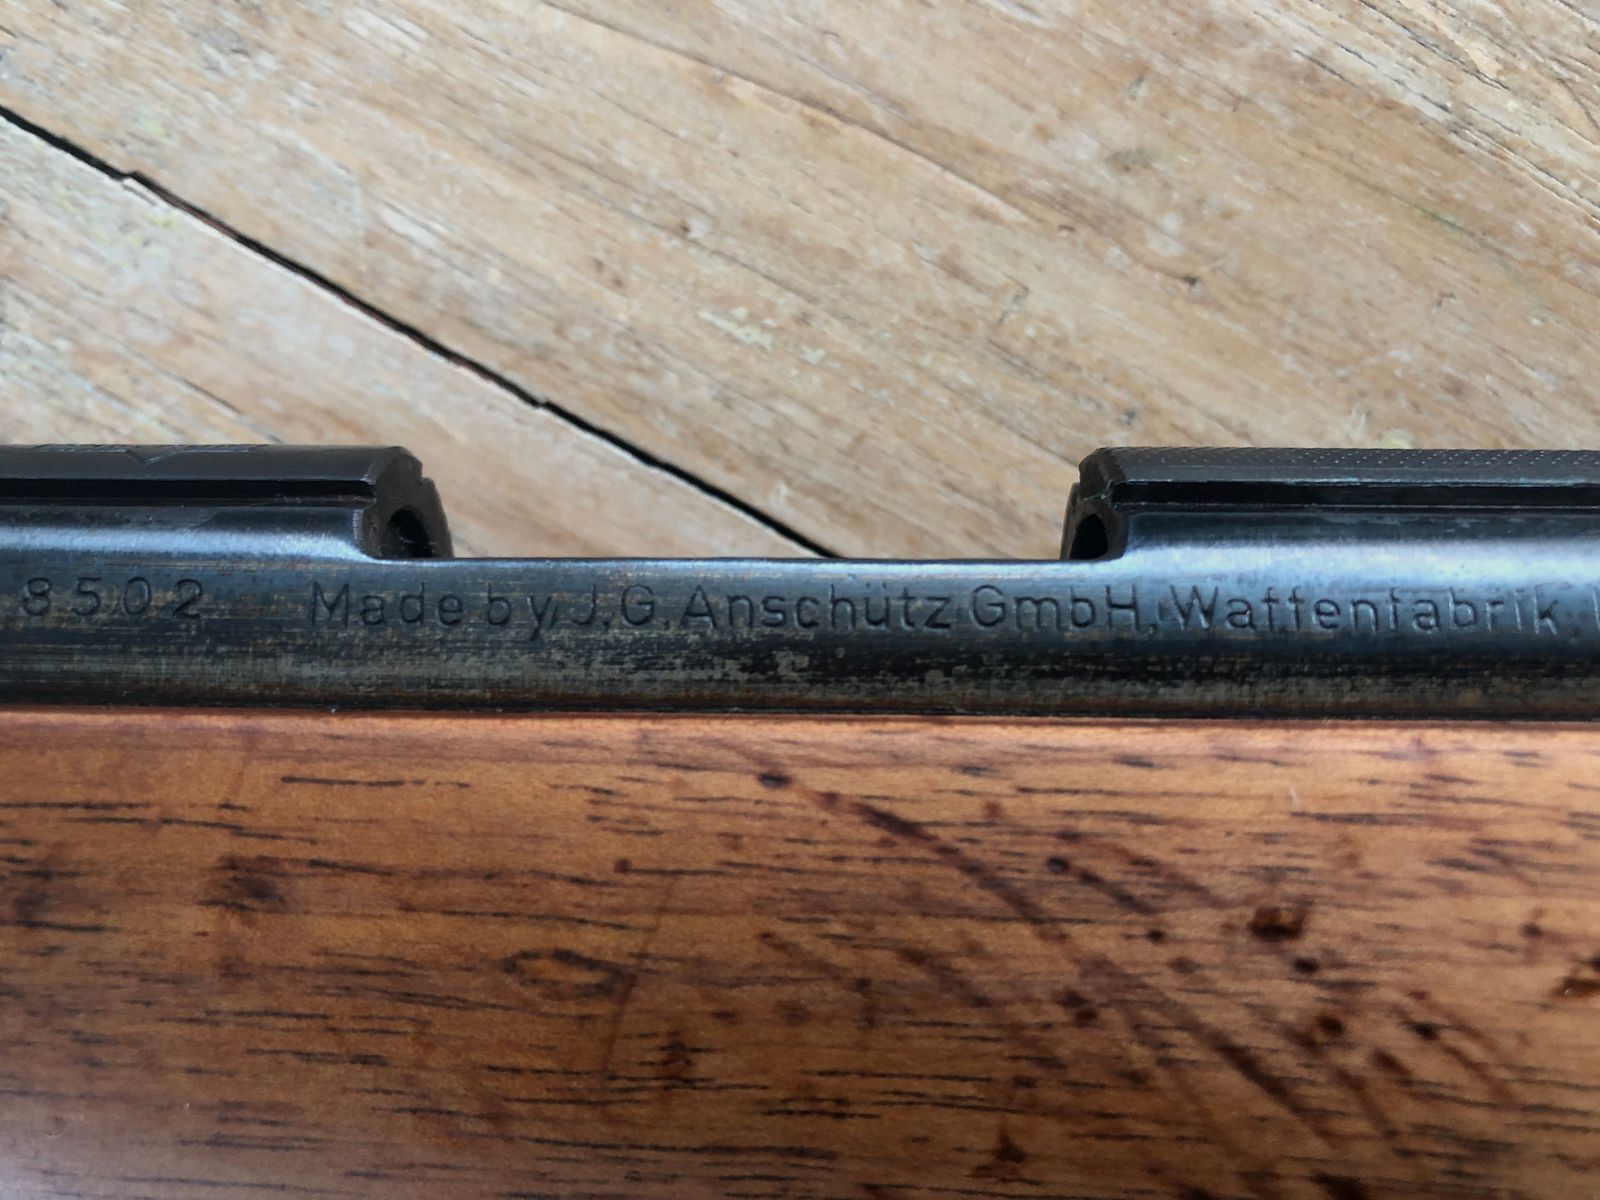 8502 Made by J.G. Anschütz GmbH, Waffenfabrik